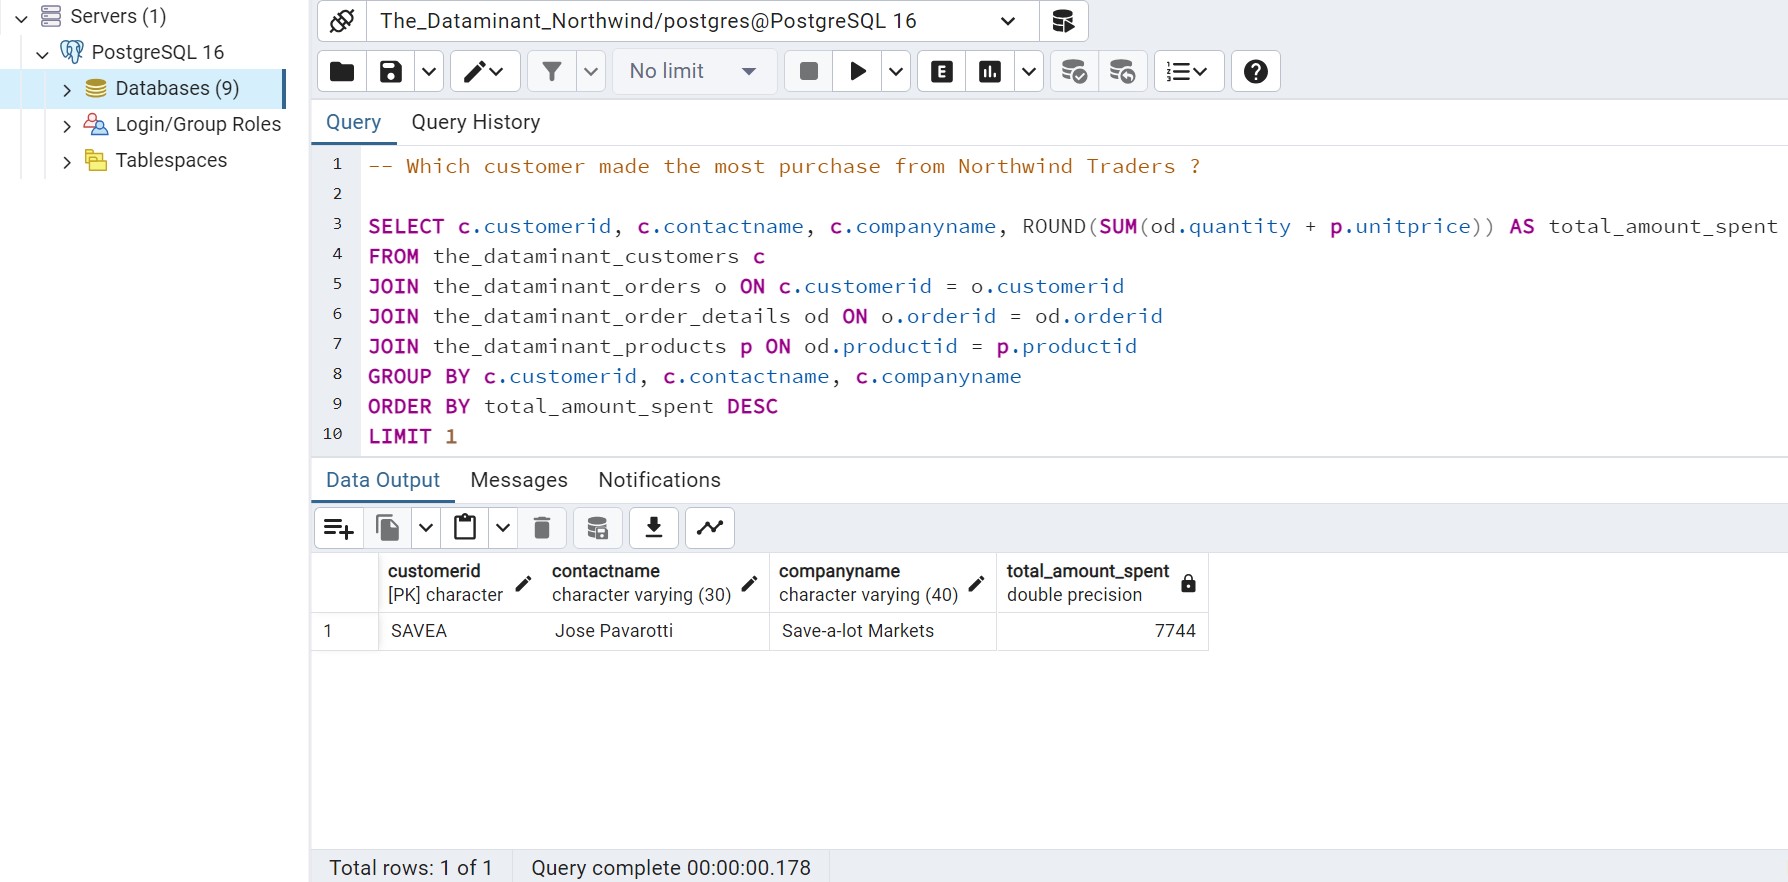 Servers (1)
PostgreSQL 16
Databases (9)
Login/Group Roles
Tablespaces
The_Dataminant_Northwind/postgres@PostgreSQL 16
No limit
E
Query Query History
1 -- Which customer made the most purchase from Northwind Traders ?
2
3 SELECT c.customerid, c.contactname, c.companyname, ROUND(SUM(od.quantity + p.unitprice)) AS total_amount_spent
4 FROM the_dataminant_customers c
5 JOIN the_dataminant_orders o ON c.customerid = o.customerid
6 JOIN the_dataminant_order_details od ON o.orderid = od.orderid
7 JOIN the_dataminant_products p ON od.productid = p.productid
8 GROUP BY c.customerid, c.contactname, c.companyname
9 ORDER BY total_amount_spent DESC
10 LIMIT 1
Data Output Messages Notifications
customerid contactname companyname total_amount_spent
[PK] character character varying (30) character varying (40) double precision
1 SAVEA Jose Pavarotti Save-a-lot Markets 7744
Total rows: 1 of 1 Query complete 00:00:00.178